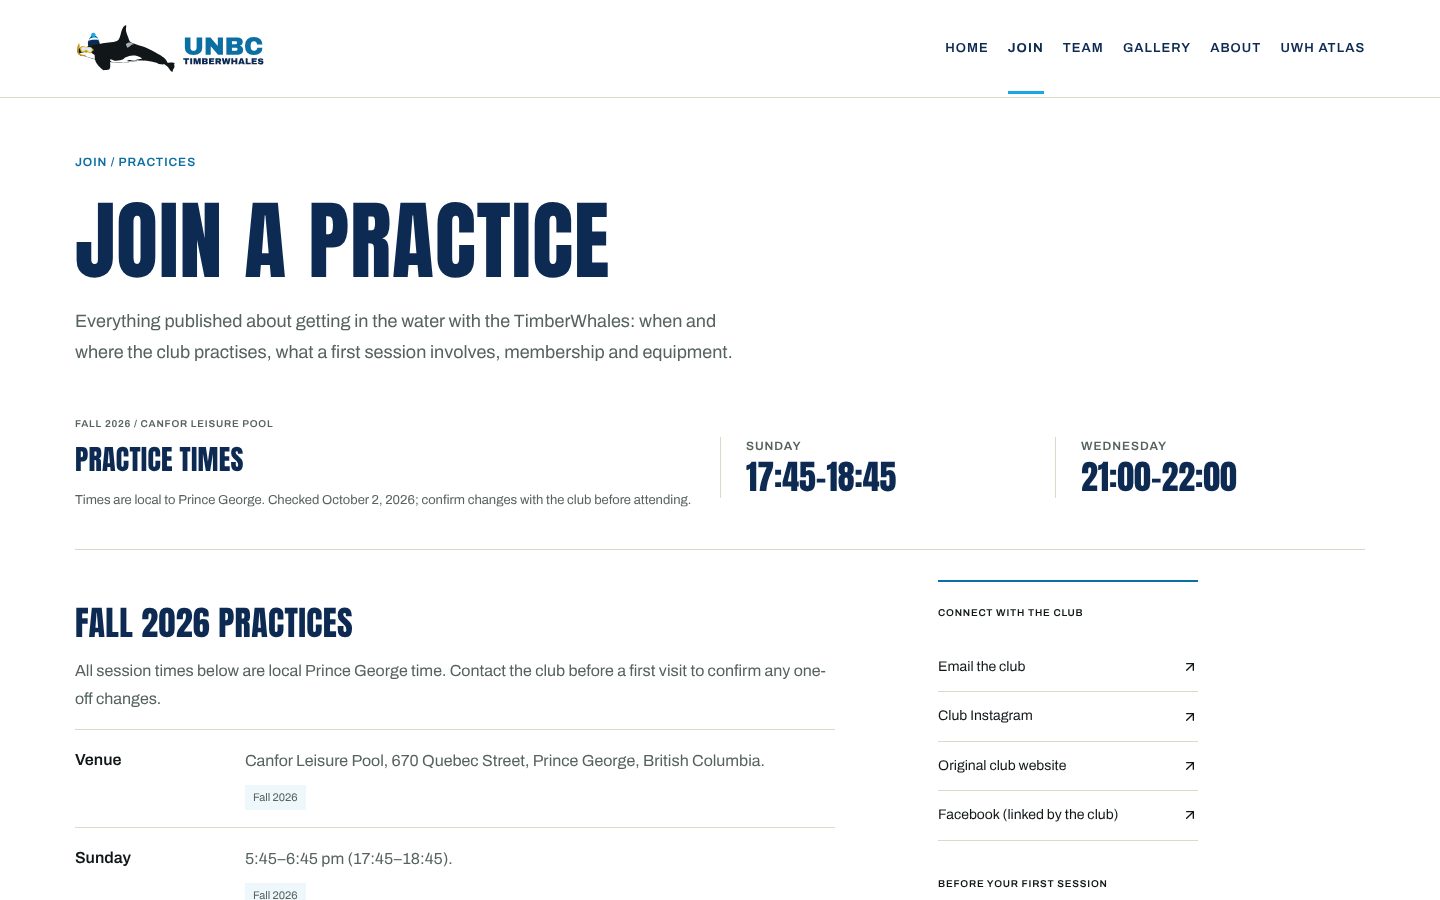 UNBC
TIMBERWHALES
HOME JOIN TEAM GALLERY ABOUT UWH ATLAS
JOIN / PRACTICES
JOIN A PRACTICE
Everything published about getting in the water with the TimberWhales: when and
where the club practises, what a first session involves, membership and equipment.
FALL 2026 / CANFOR LEISURE POOL
PRACTICE TIMES
Times are local to Prince George. Checked October 2, 2026; confirm changes with the club before attending.
SUNDAY
17:45-18:45
WEDNESDAY
21:00-22:00
FALL 2026 PRACTICES
All session times below are local Prince George time. Contact the club before a first visit to confirm any one-
off changes.
Venue
Canfor Leisure Pool, 670 Quebec Street, Prince George, British Columbia.
Fall 2026
Sunday
5:45–6:45 pm (17:45–18:45).
Fall 2026
CONNECT WITH THE CLUB
Email the club
Club Instagram
Original club website
Facebook (linked by the club)
BEFORE YOUR FIRST SESSION